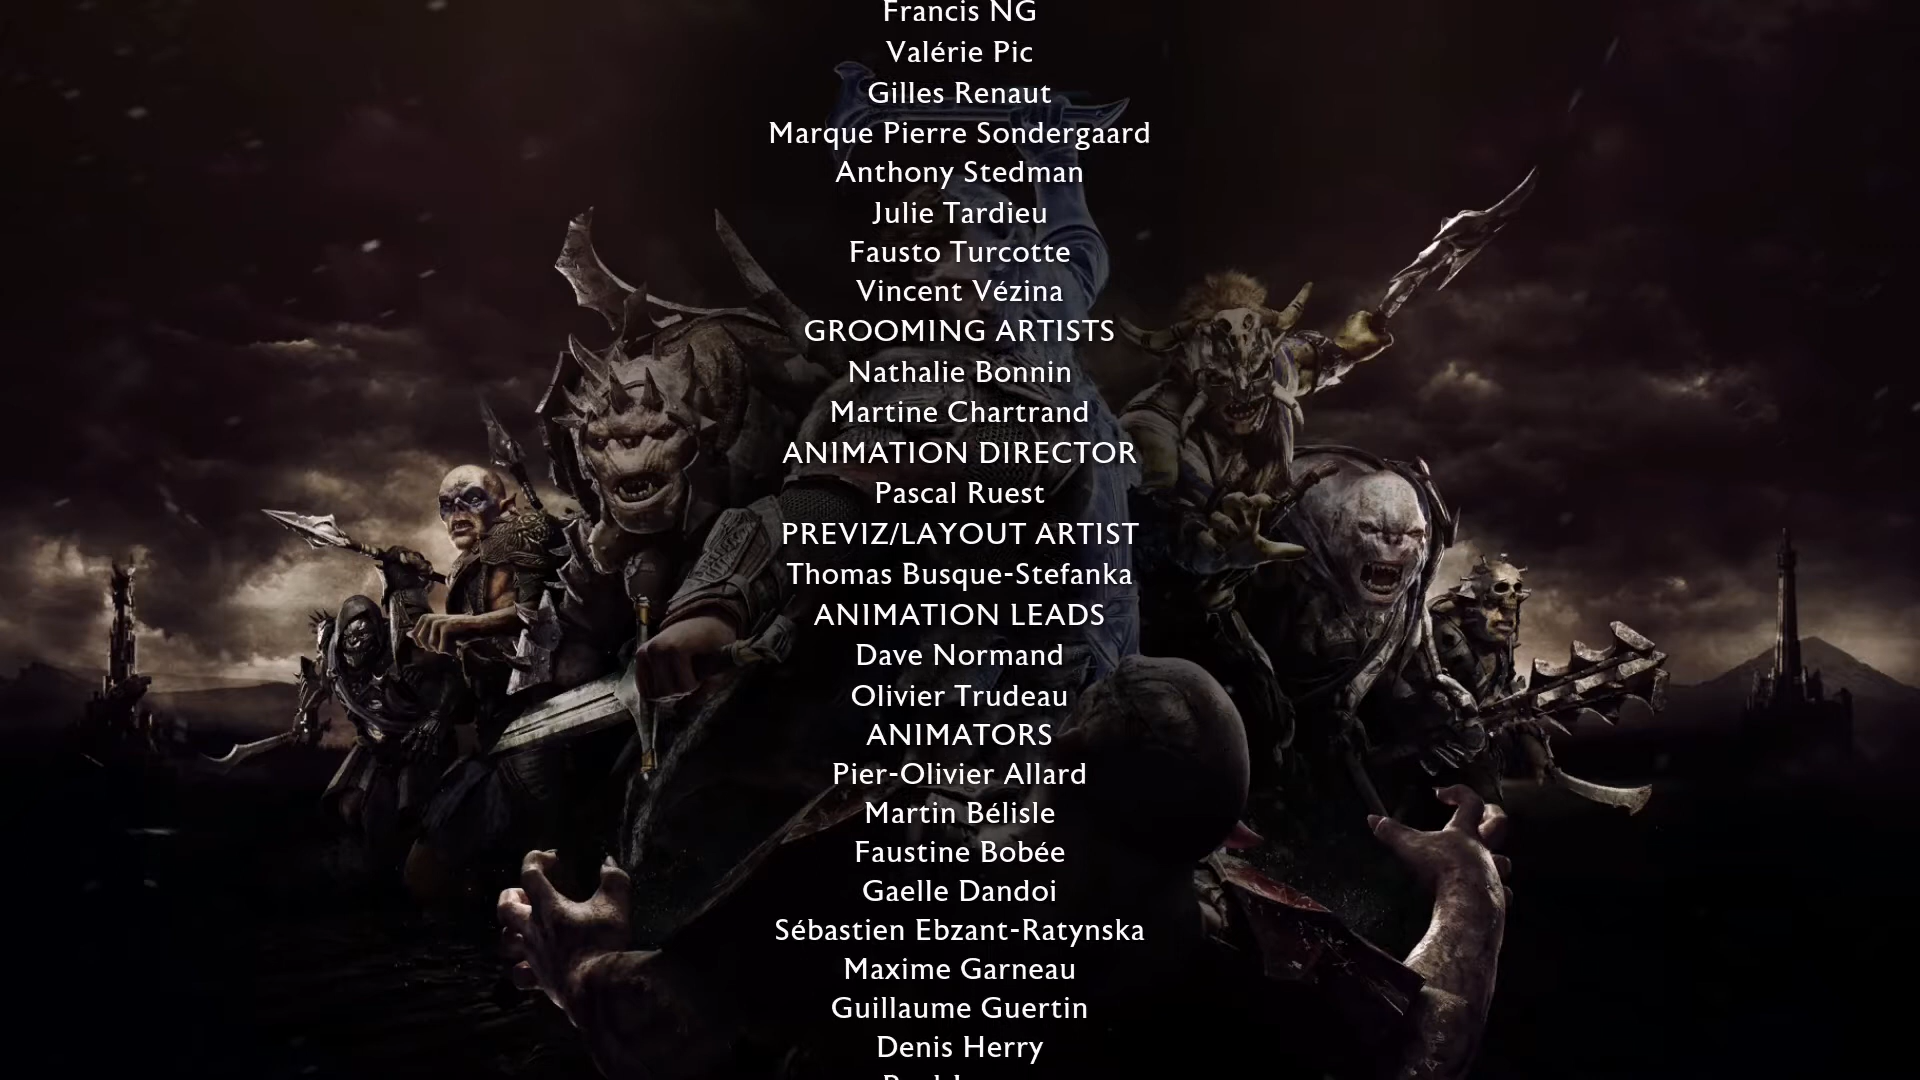 Francis NG
Valérie Pic
Gilles Renaut
Marque Pierre Sondergaard
Anthony Stedman
Julie Tardieu
Fausto Turcotte
Vincent Vézina
GROOMING ARTISTS
Nathalie Bonnin
Martine Chartrand
ANIMATION DIRECTOR
Pascal Ruest
PREVIZ/LAYOUT ARTIST
Thomas Busque-Stefanka
ANIMATION LEADS
Dave Normand
Olivier Trudeau
ANIMATORS
Pier-Olivier Allard
Martin Bélisle
Faustine Bobée
Gaelle Dandoi
Sébastien Ebzant-Ratynska
Maxime Garneau
Guillaume Guertin
Denis Herry